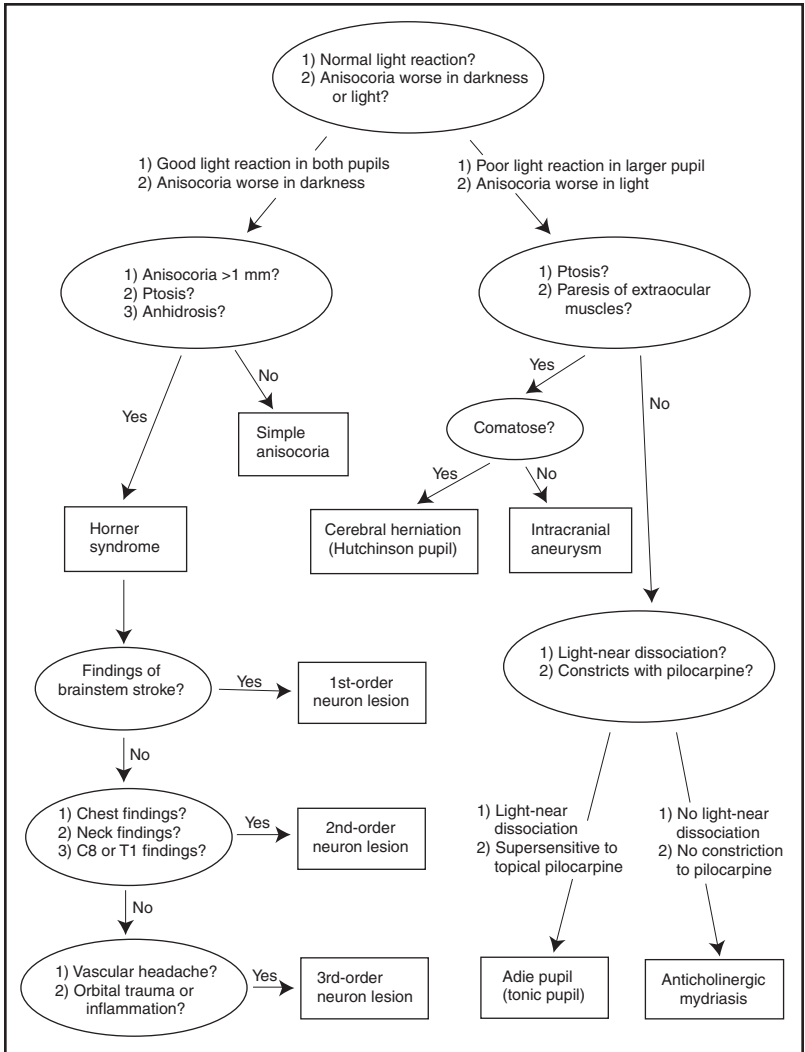 1) Normal light reaction?
2) Anisocoria worse in darkness
or light?
1) Good light reaction in both pupils
2) Anisocoria worse in darkness
1) Poor light reaction in larger pupil
2) Anisocoria worse in light
1) Anisocoria >1 mm?
2) Ptosis?
3) Anhidrosis?
1) Ptosis?
2) Paresis of extraocular
muscles?
Yes
No
Simple
anisocoria
Yes
No
Comatose?
Yes
No
Horner
syndrome
Cerebral herniation
(Hutchinson pupil)
Intracranial
aneurysm
Findings of
brainstem stroke?
Yes
1st-order
neuron lesion
No
1) Light-near dissociation?
2) Constricts with pilocarpine?
1) Chest findings?
2) Neck findings?
3) C8 or T1 findings?
Yes
2nd-order
neuron lesion
No
1) Light-near
dissociation
2) Supersensitive to
topical pilocarpine
1) No light-near
dissociation
2) No constriction
to pilocarpine
1) Vascular headache?
2) Orbital trauma or
inflammation?
Yes
3rd-order
neuron lesion
Adie pupil
(tonic pupil)
Anticholinergic
mydriasis